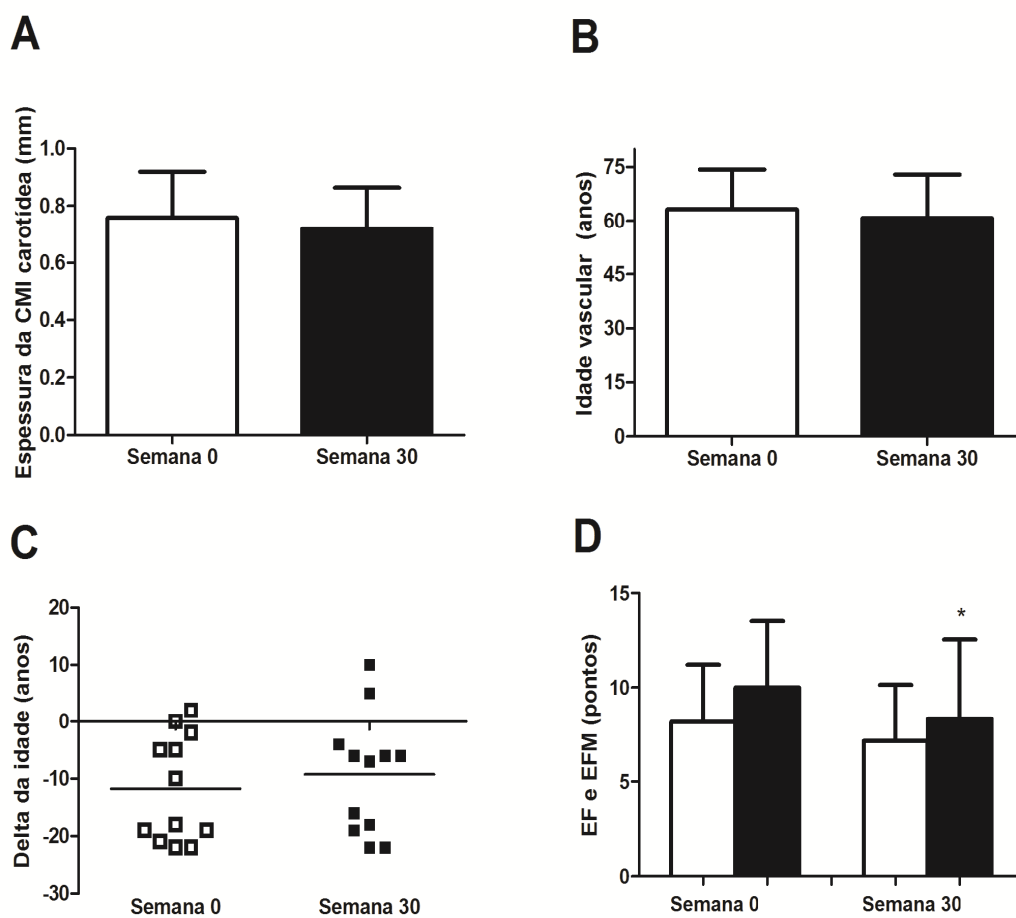 A
Espessura da CMI carotídea (mm)
1.0
0.8
0.6
0.4
0.2
0.0
Semana 0
Semana 30
B
Idade vascular (anos)
75
60
45
30
15
0
Semana 0
Semana 30
C
Delta da idade (anos)
20
10
0
-10
-20
-30
Semana 0
Semana 30
D
EF e EFM (pontos)
15
10
5
0
*
Semana 0
Semana 30